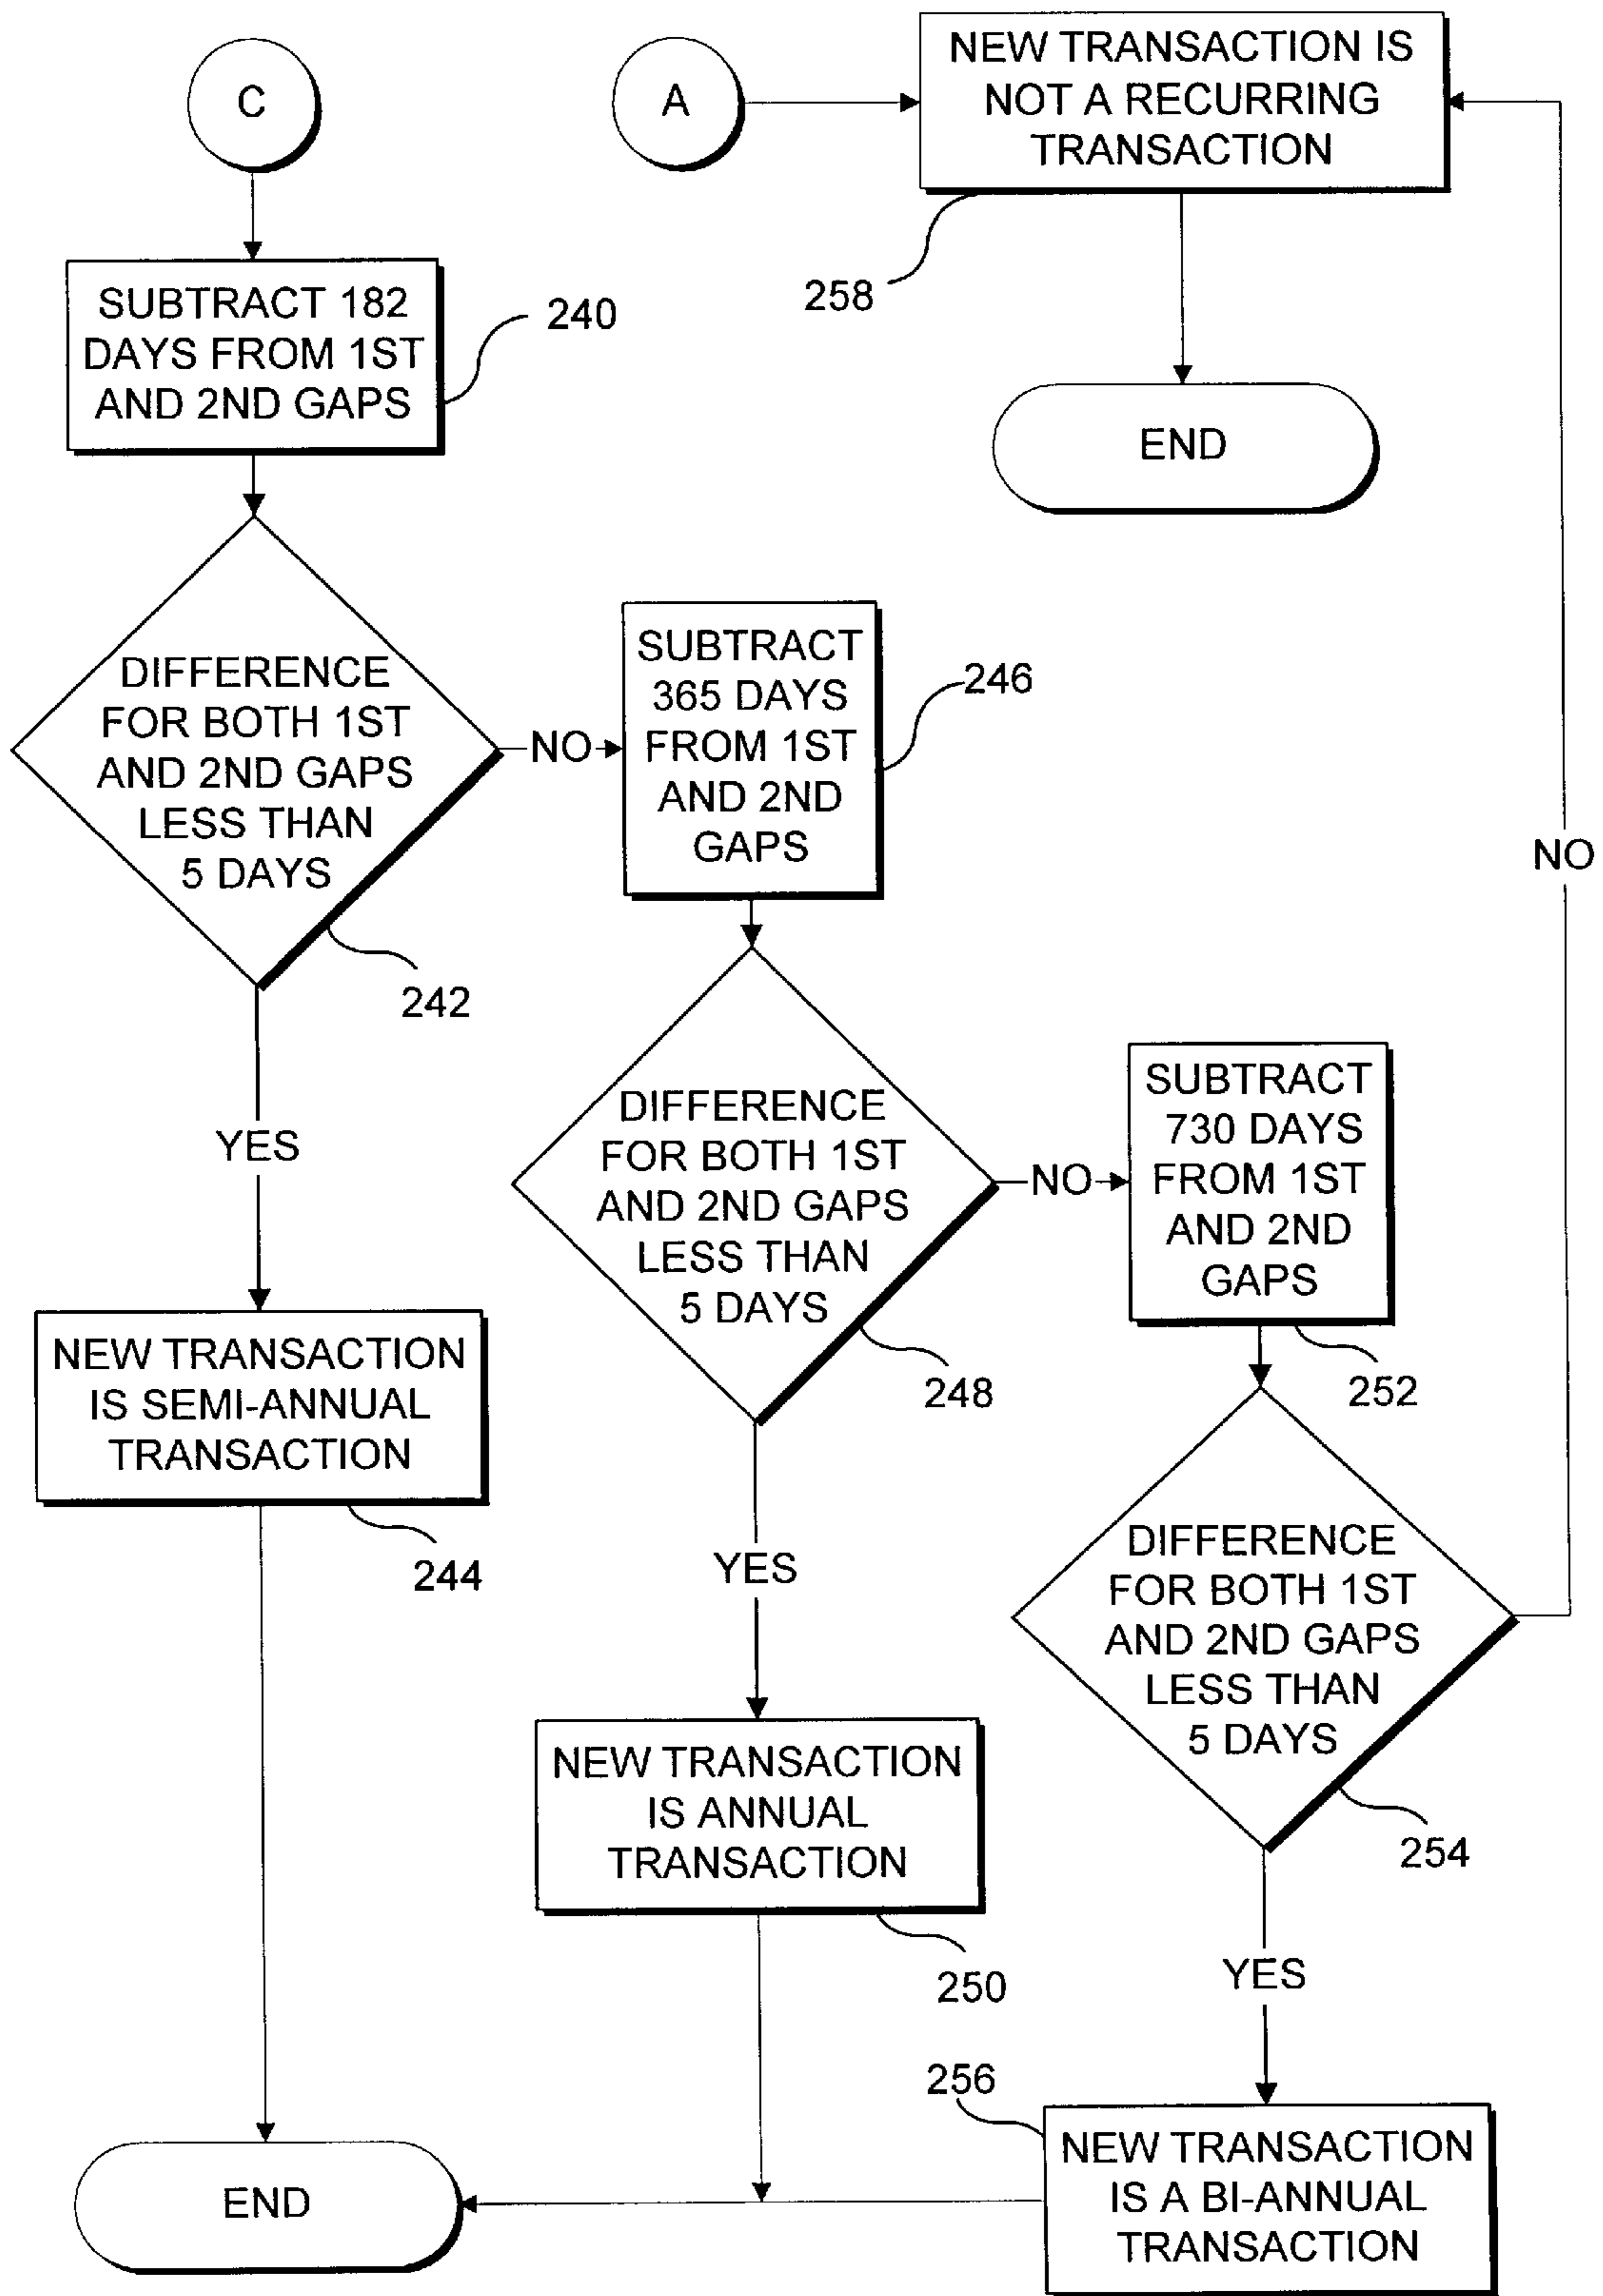 C
A
NEW TRANSACTION IS
NOT A RECURRING
TRANSACTION
258
END
SUBTRACT 182
DAYS FROM 1ST
AND 2ND GAPS
240
DIFFERENCE
FOR BOTH 1ST
AND 2ND GAPS
LESS THAN
5 DAYS
242
NO
SUBTRACT
365 DAYS
FROM 1ST
AND 2ND
GAPS
246
NO
YES
DIFFERENCE
FOR BOTH 1ST
AND 2ND GAPS
LESS THAN
5 DAYS
248
NO
SUBTRACT
730 DAYS
FROM 1ST
AND 2ND
GAPS
252
NEW TRANSACTION
IS SEMI-ANNUAL
TRANSACTION
244
YES
DIFFERENCE
FOR BOTH 1ST
AND 2ND GAPS
LESS THAN
5 DAYS
254
NEW TRANSACTION
IS ANNUAL
TRANSACTION
250
YES
256
NEW TRANSACTION
IS A BI-ANNUAL
TRANSACTION
END